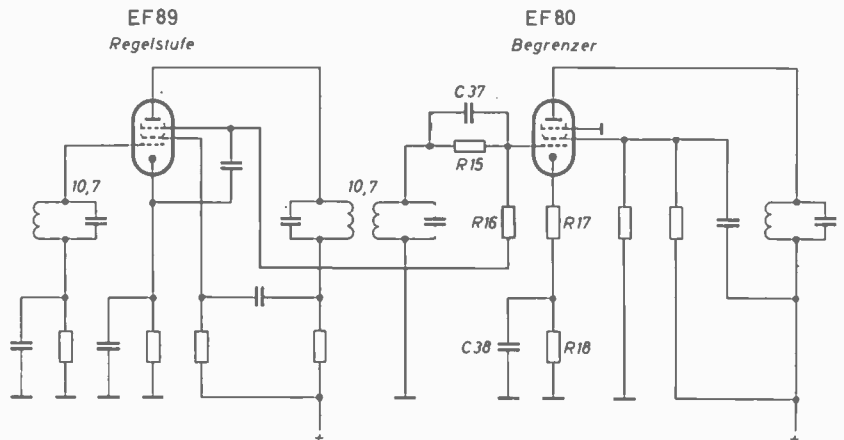 EF89
Regelstufe
EF80
Begrenzer
C37
R15
10,7
10,7
R16
R17
C38
R18
+
+